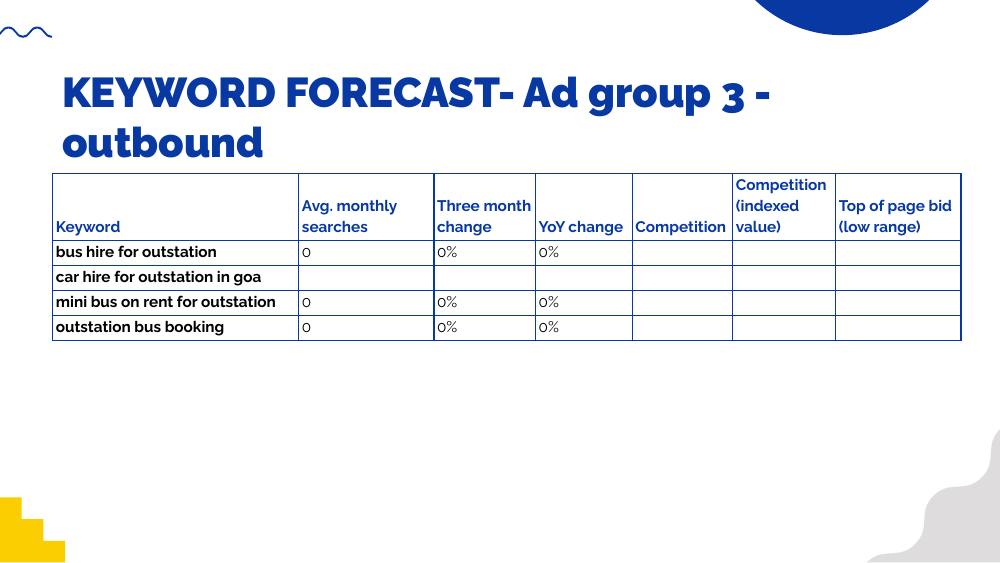 KEYWORD FORECAST- Ad group 3 -
outbound
Keyword Avg. monthly searches Three month change YoY change Competition Competition (indexed value) Top of page bid (low range)
bus hire for outstation 0 0% 0%
car hire for outstation in goa
mini bus on rent for outstation 0 0% 0%
outstation bus booking 0 0% 0%